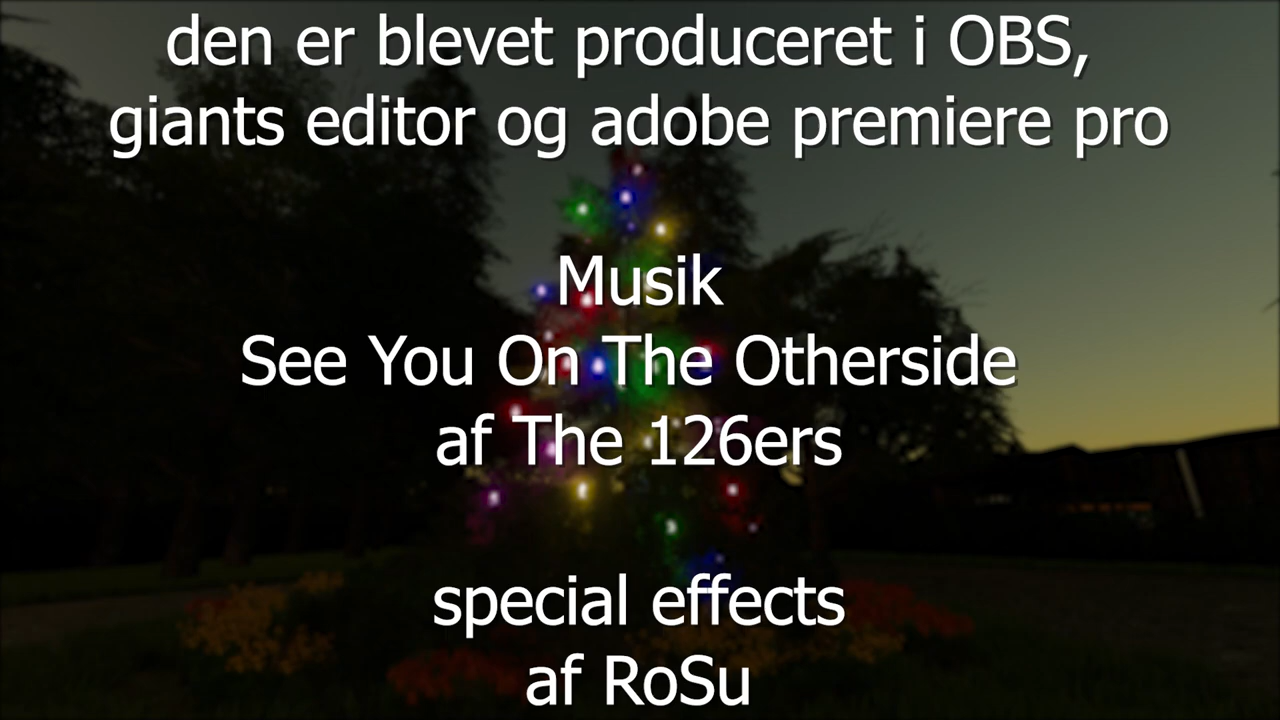 den er blevet produceret i OBS,
giants editor og adobe premiere pro
Musik
See You On The Otherside
af The 126ers
special effects
af RoSu